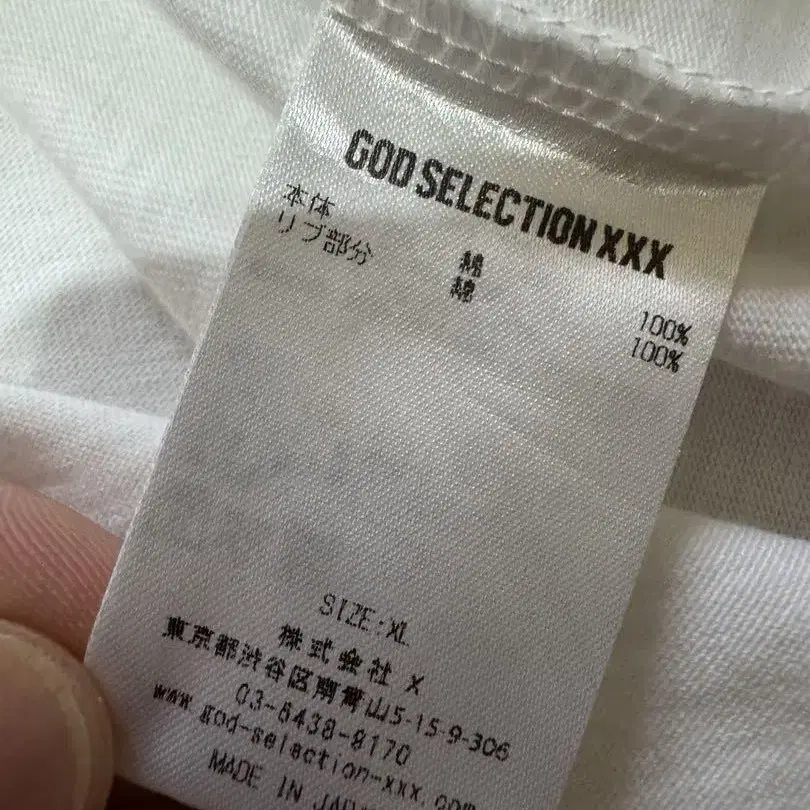 GOD SELECTION XXX
本体 綿 100%
リブ部分 綿 100%
SIZE:XL
株式会社 X
東京都渋谷区南青山5-15-9-306
03-6438-8170
www.god-selection-xxx.com
MADE IN